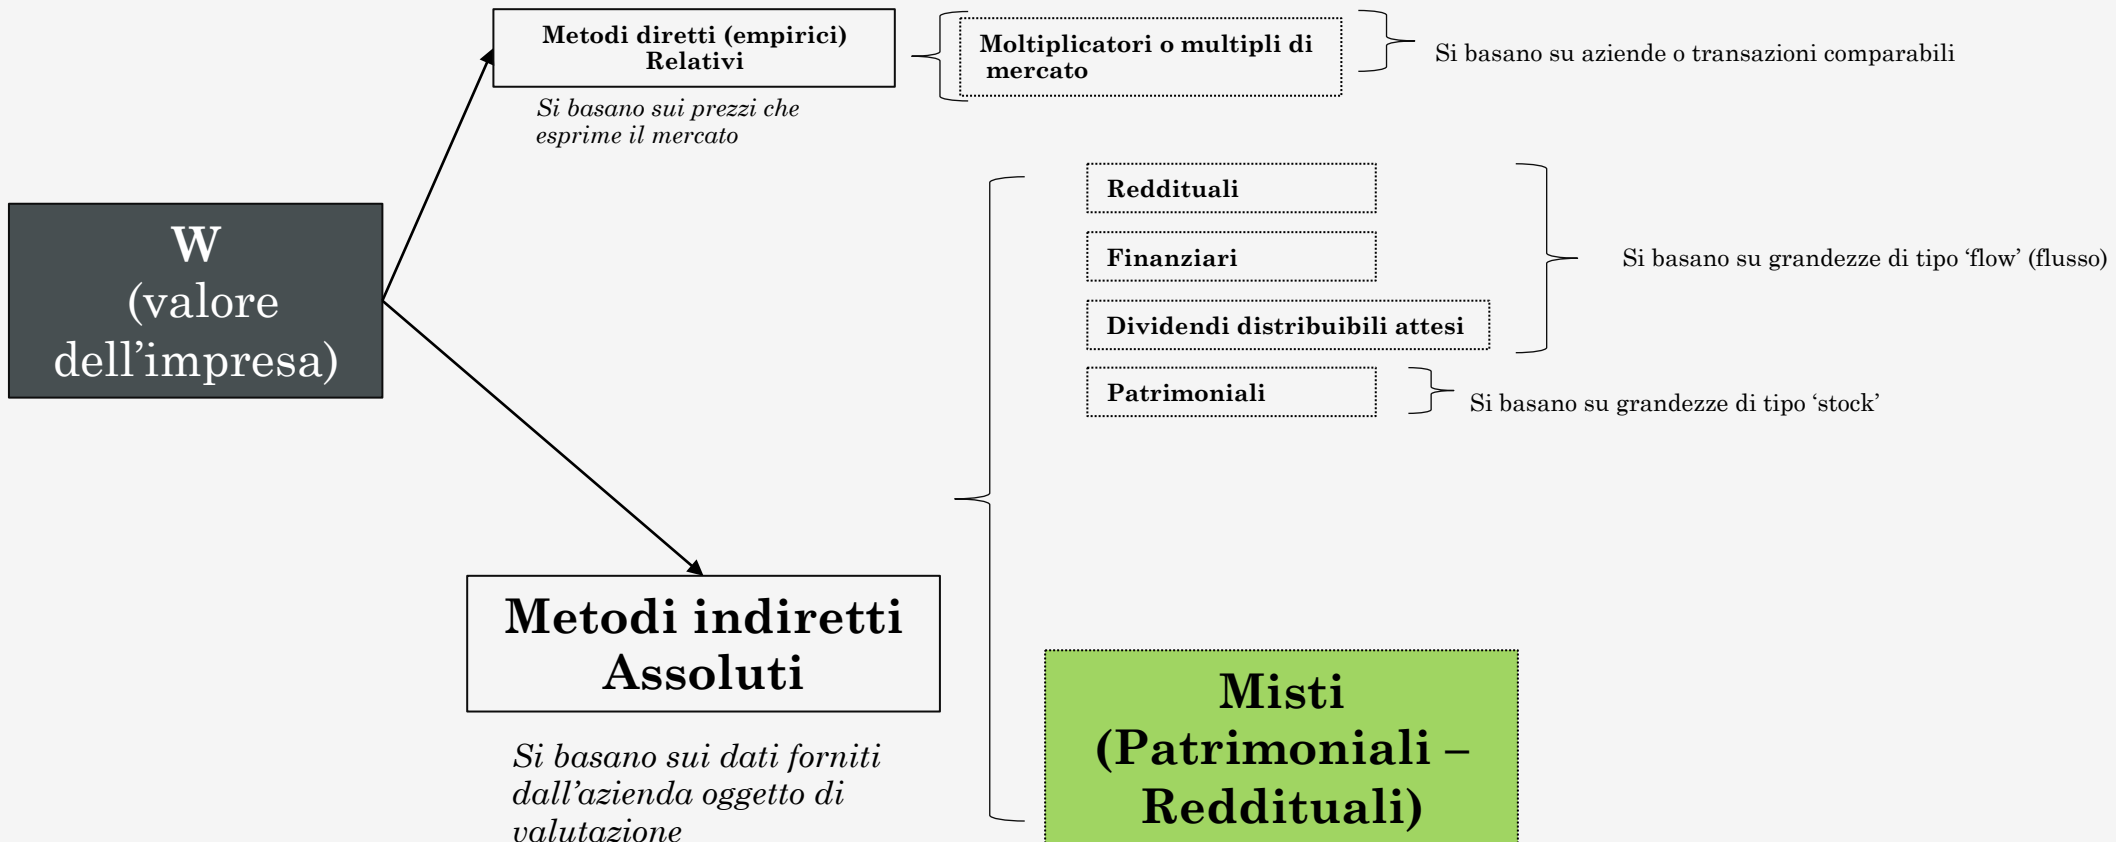 Metodi diretti (empirici)
Relativi
Si basano sui prezzi che
esprime il mercato
Moltiplicatori o multipli di
mercato
Si basano su aziende o transazioni comparabili
W
(valore
dell’impresa)
Reddituali
Finanziari
Dividendi distribuibili attesi
Si basano su grandezze di tipo ‘flow’ (flusso)
Patrimoniali
Si basano su grandezze di tipo ‘stock’
Metodi indiretti
Assoluti
Si basano sui dati forniti
dall’azienda oggetto di
valutazione
Misti
(Patrimoniali –
Reddituali)